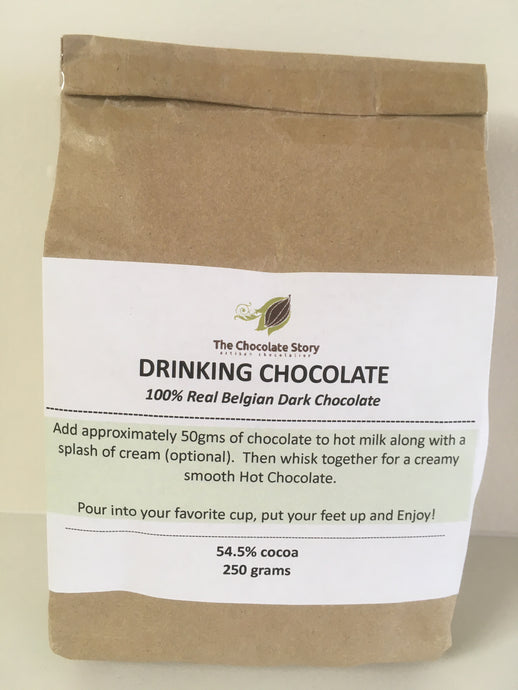 The Chocolate Story
artisan chocolatier
DRINKING CHOCOLATE
100% Real Belgian Dark Chocolate
Add approximately 50gms of chocolate to hot milk along with a
splash of cream (optional). Then whisk together for a creamy
smooth Hot Chocolate.
Pour into your favorite cup, put your feet up and Enjoy!
54.5% cocoa
250 grams